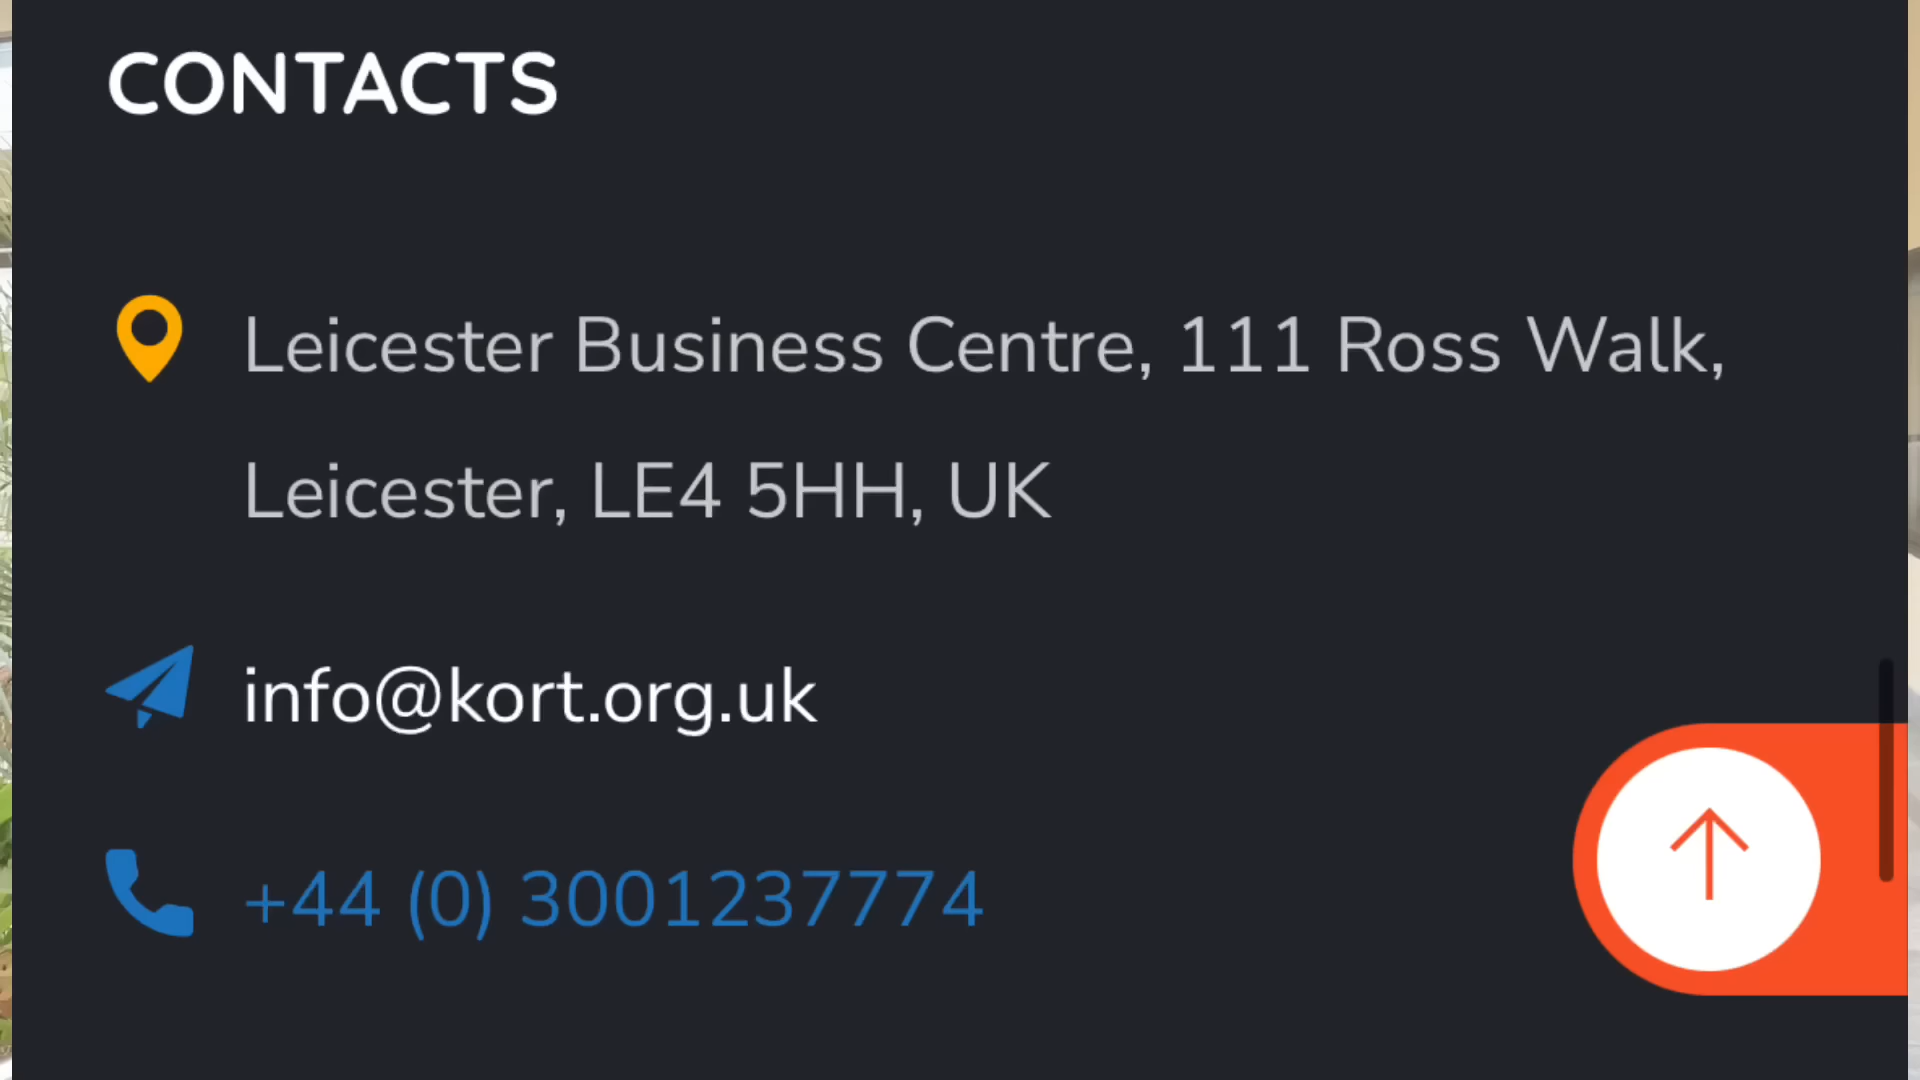 CONTACTS
Leicester Business Centre, 111 Ross Walk,
Leicester, LE4 5HH, UK
info@kort.org.uk
+44 (0) 3001237774